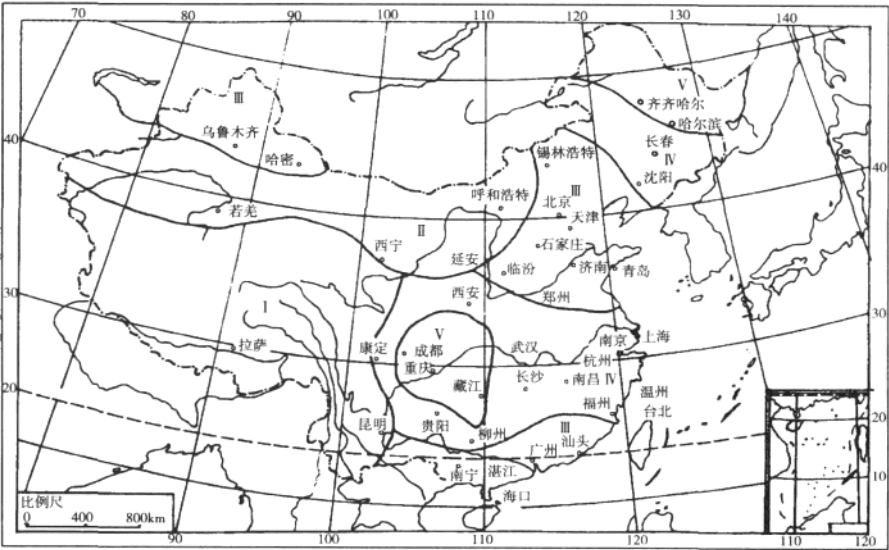 70
80
90
100
110
120
130
140
Ⅲ
Ⅴ
齐齐哈尔
哈尔滨
乌鲁木齐
长春
Ⅳ
40
哈密
锡林浩特
沈阳
40
呼和浩特
Ⅲ
北京
天津
若羌
Ⅱ
西宁
延安
石家庄
临汾
济南
青岛
30
Ⅰ
西安
郑州
30
Ⅴ
拉萨
康定
成都
武汉
南京
上海
重庆
杭州
20
藏江
长沙
南昌
Ⅳ
温州
贵阳
福州
台北
20
昆明
柳州
Ⅲ
汕头
广州
南宁
湛江
10
10
海口
比例尺
0 400 800km
90
100
110
120
110
120